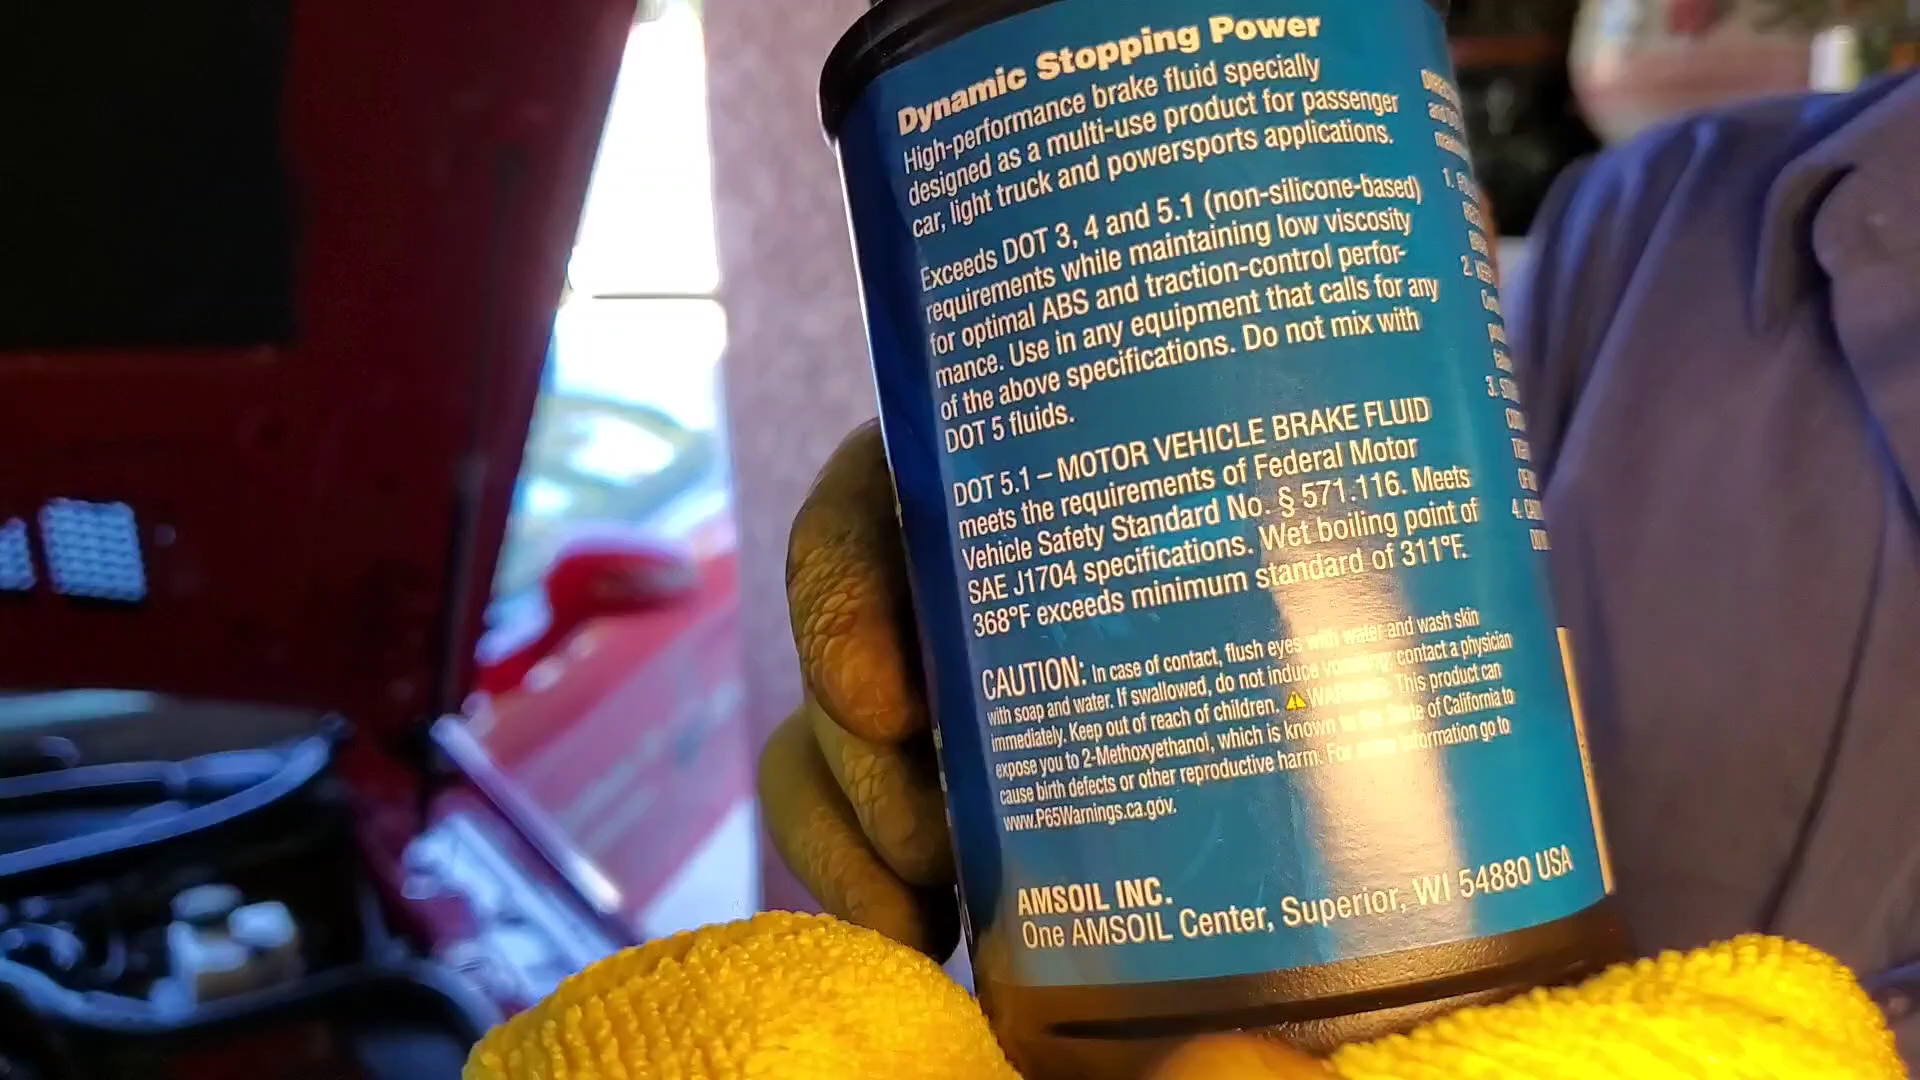 Dynamic Stopping Power
High-performance brake fluid specially
designed as a multi-use product for passenger
car, light truck and powersports applications.
Exceeds DOT 3, 4 and 5.1 (non-silicone-based)
requirements while maintaining low viscosity
for optimal ABS and traction-control perfor-
mance. Use in any equipment that calls for any
of the above specifications. Do not mix with
DOT 5 fluids.
DOT 5.1 – MOTOR VEHICLE BRAKE FLUID
meets the requirements of Federal Motor
Vehicle Safety Standard No. § 571.116. Meets
SAE J1704 specifications. Wet boiling point of
368°F exceeds minimum standard of 311°F.
CAUTION: In case of contact, flush eyes with water and wash skin
with soap and water. If swallowed, do not induce vomiting, contact a physician
immediately. Keep out of reach of children. ⚠ WARNING: This product can
expose you to 2-Methoxyethanol, which is known to the State of California to
cause birth defects or other reproductive harm. For more information go to
www.P65Warnings.ca.gov.
AMSOIL INC.
One AMSOIL Center, Superior, WI 54880 USA
1.
2.
3.
4.